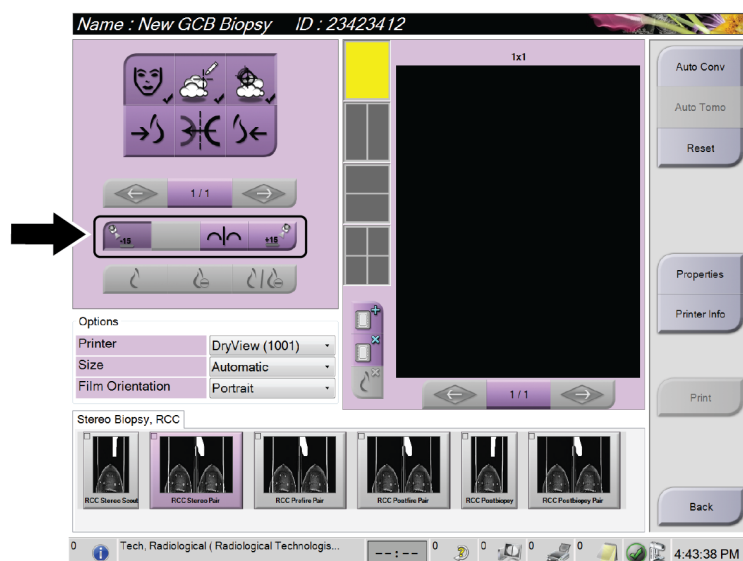 Name : New GCB Biopsy ID : 23423412
1/1
-15
+15
Options
Printer DryView (1001)
Size Automatic
Film Orientation Portrait
1x1
1/1
Auto Conv
Auto Tomo
Reset
Properties
Printer Info
Print
Back
Stereo Biopsy, RCC
RCC Stereo Scout
RCC Stereo Pair
RCC Prefire Pair
RCC Postfire Pair
RCC Postbiopsy
RCC Postbiopsy Pair
0 Tech, Radiological ( Radiological Technologis... --:-- 0 0 0 0 4:43:38 PM